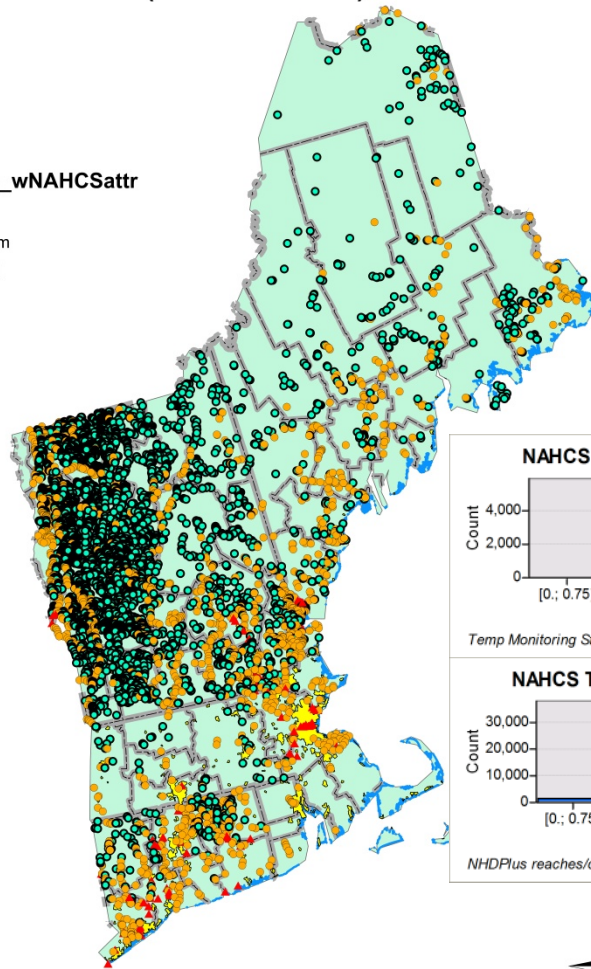 _wNAHCSattr
m
NAHCS
Count
4,000
2,000
0
[0.; 0.75
Temp Monitoring S
NAHCS T
30,000
20,000
10,000
0
[0.; 0.75
NHDPlus reaches/